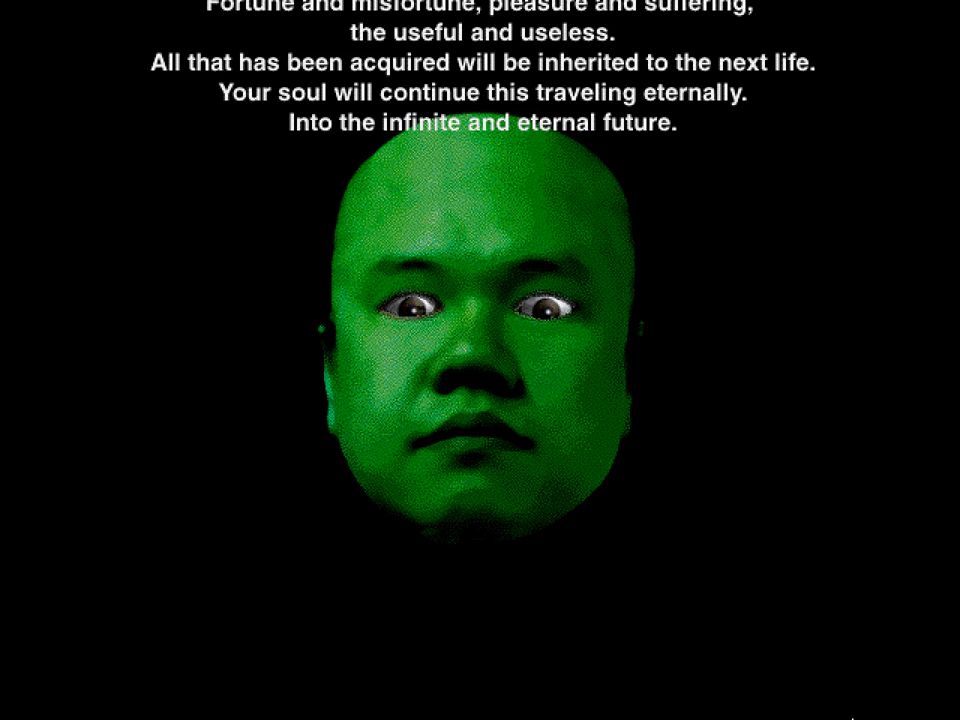 Fortune and misfortune, pleasure and suffering,
the useful and useless.
All that has been acquired will be inherited to the next life.
Your soul will continue this traveling eternally.
Into the infinite and eternal future.